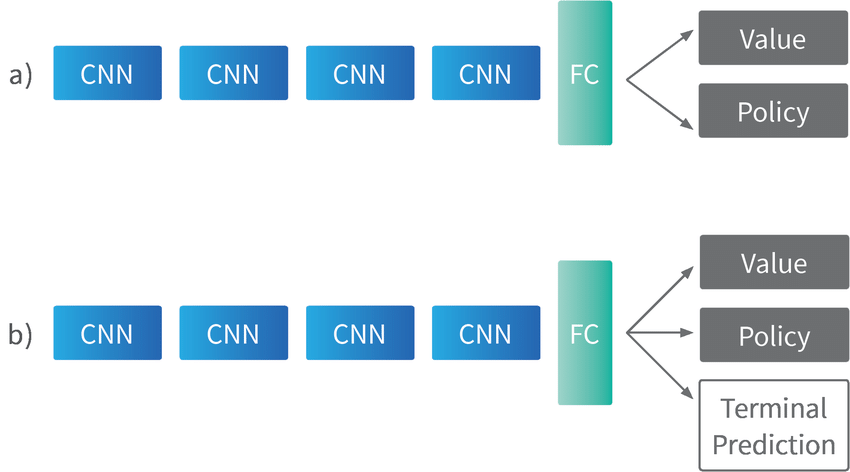 a) CNN CNN CNN CNN FC Value
Policy
b) CNN CNN CNN CNN FC Value
Policy
Terminal
Prediction